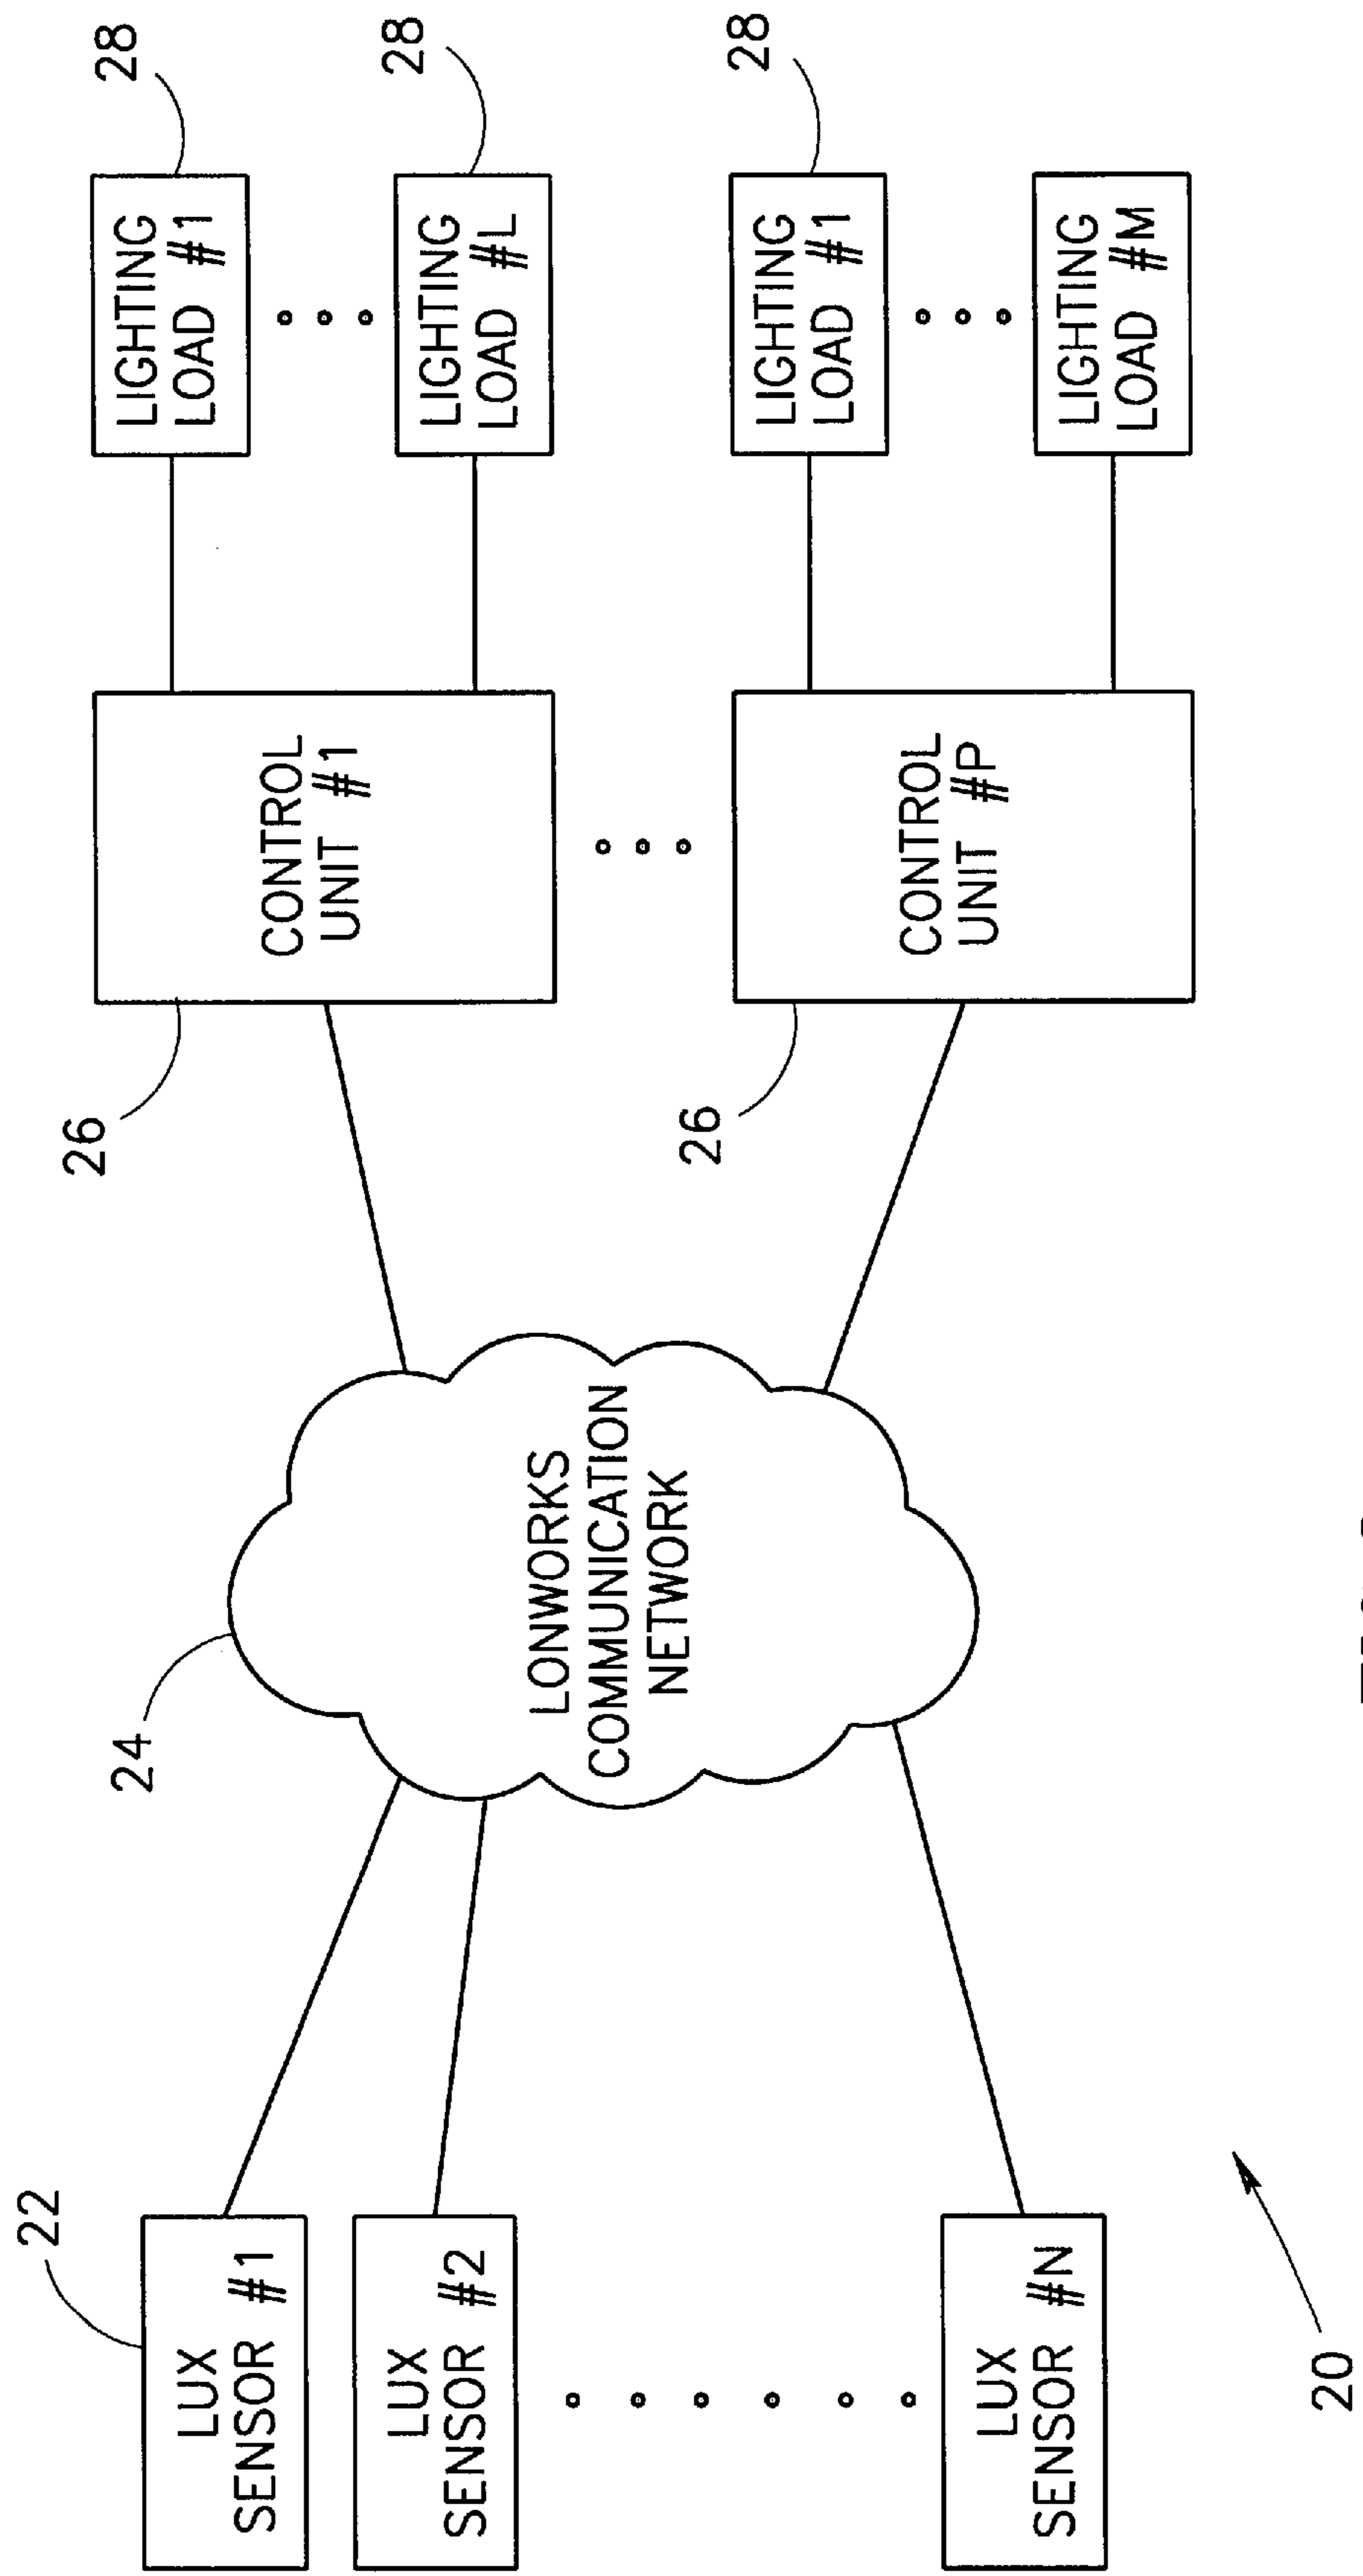 22
LUX
SENSOR #1
LUX
SENSOR #2
LUX
SENSOR #N
20
24
LONWORKS
COMMUNICATION
NETWORK
26
CONTROL
UNIT #1
26
CONTROL
UNIT #P
28
LIGHTING
LOAD #1
28
LIGHTING
LOAD #L
28
LIGHTING
LOAD #1
LIGHTING
LOAD #M